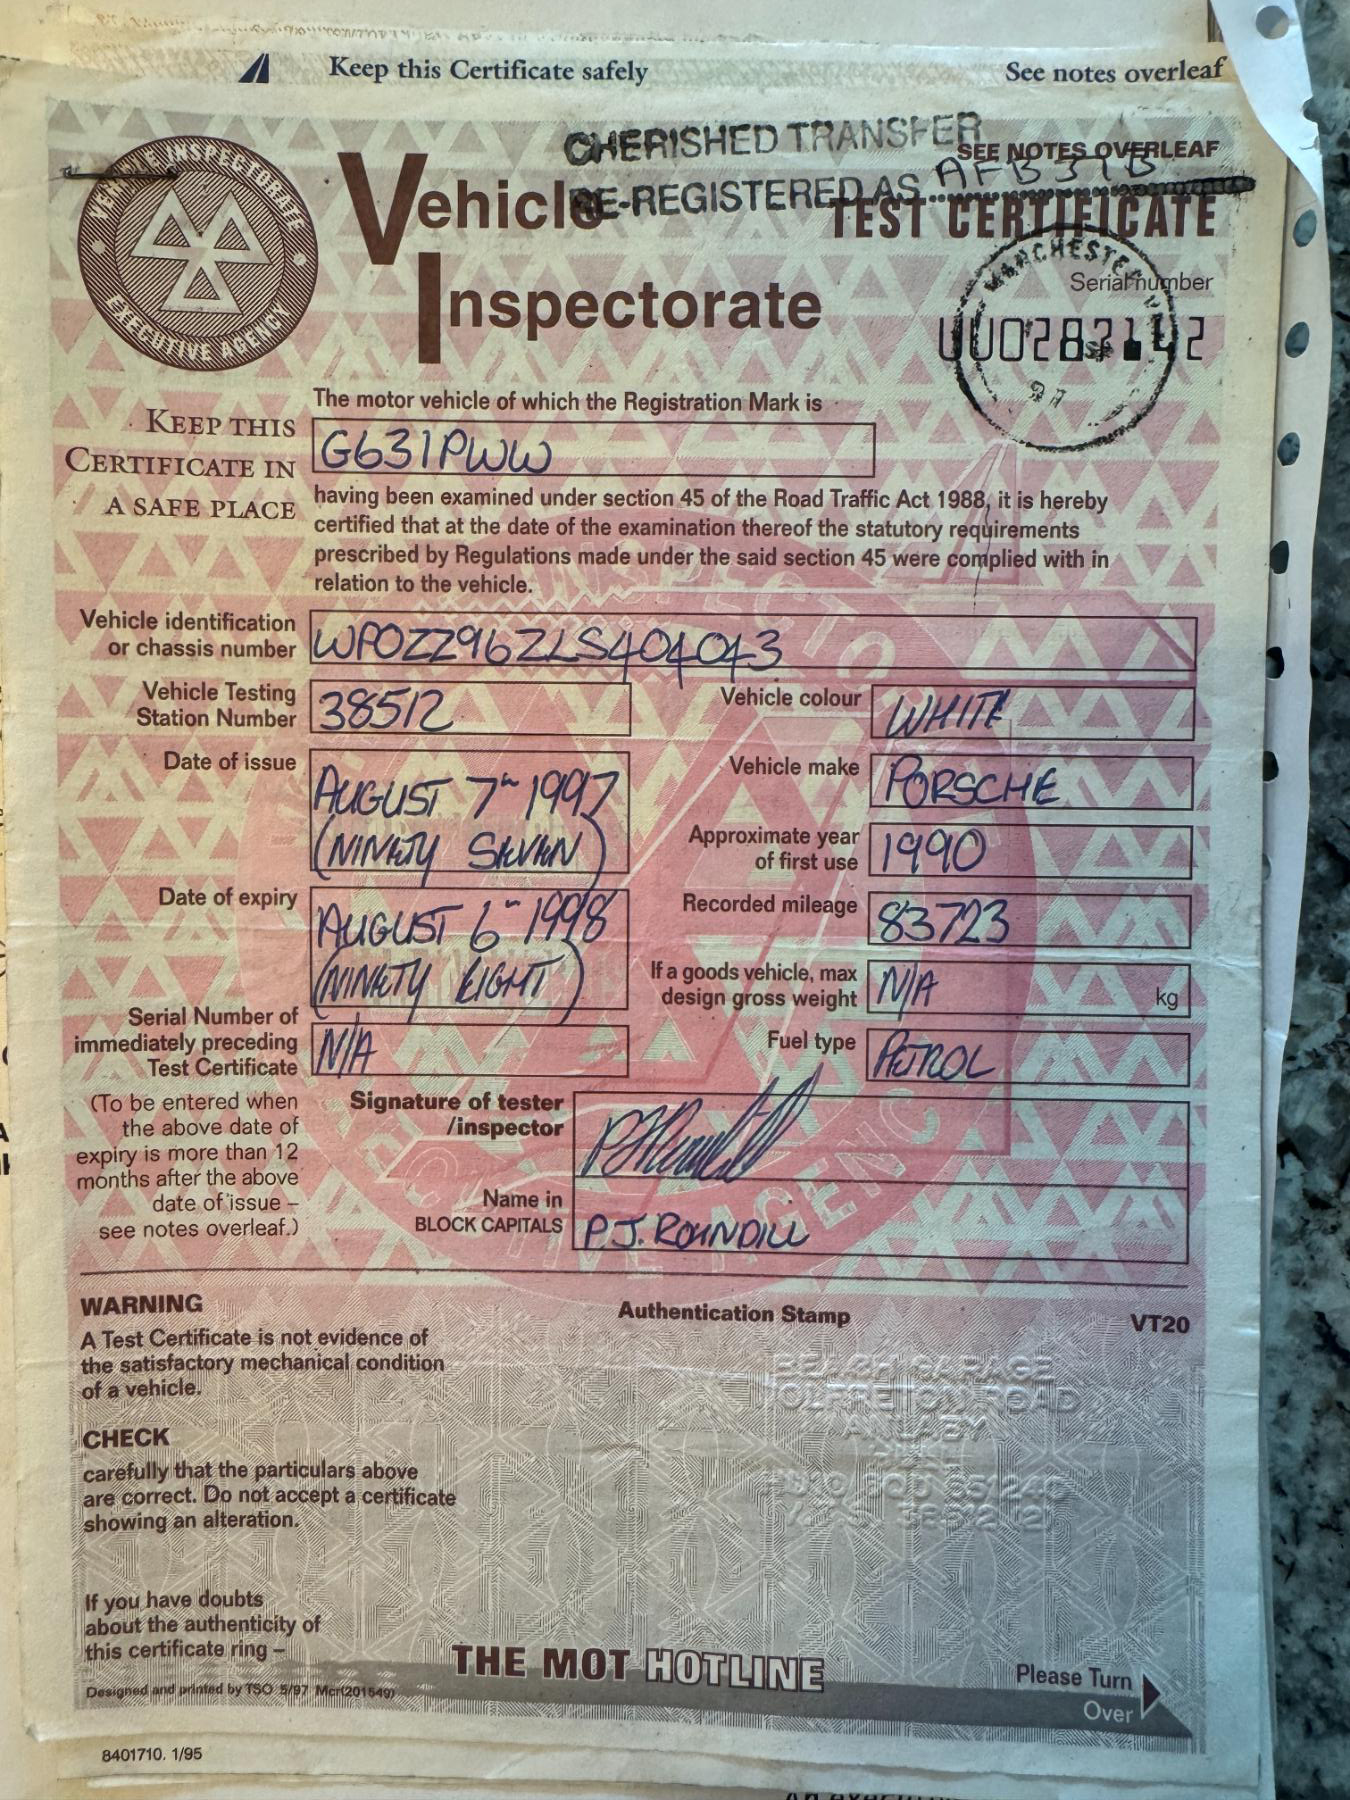 Keep this Certificate safely
See notes overleaf
CHERISHED TRANSFER
SEE NOTES OVERLEAF
RE-REGISTERED AS
TEST CERTIFICATE
VEHICLE INSPECTORATE
EXECUTIVE AGENCY
Vehicle
Inspectorate
MANCHESTER
Serial number
97
The motor vehicle of which the Registration Mark is
KEEP THIS
CERTIFICATE IN
A SAFE PLACE
G631PWW
having been examined under section 45 of the Road Traffic Act 1988, it is hereby
certified that at the date of the examination thereof the statutory requirements
prescribed by Regulations made under the said section 45 were complied with in
relation to the vehicle.
Vehicle identification
or chassis number
WP0ZZ96ZLS404043
Vehicle Testing
Station Number
38512
Vehicle colour
WHITE
Date of issue
AUGUST 7th 1997
(NINETY SEVEN)
Vehicle make
PORSCHE
Approximate year
of first use
1990
Date of expiry
AUGUST 6th 1998
(NINETY EIGHT)
Recorded mileage
83723
If a goods vehicle, max
design gross weight
N/A
kg
Serial Number of
immediately preceding
Test Certificate
N/A
Fuel type
PETROL
(To be entered when
the above date of
expiry is more than 12
months after the above
date of issue –
see notes overleaf.)
Signature of tester
/inspector
Name in
BLOCK CAPITALS
P.J. ROUNDILL
WARNING
A Test Certificate is not evidence of
the satisfactory mechanical condition
of a vehicle.
Authentication Stamp
VT20
BEACH GARAGE
ROAD
ANLABY
CHECK
carefully that the particulars above
are correct. Do not accept a certificate
showing an alteration.
If you have doubts
about the authenticity of
this certificate ring –
THE MOT HOTLINE
Please Turn
Over
Designed and printed by TSO 5/97 Mcr(201549)
8401710. 1/95